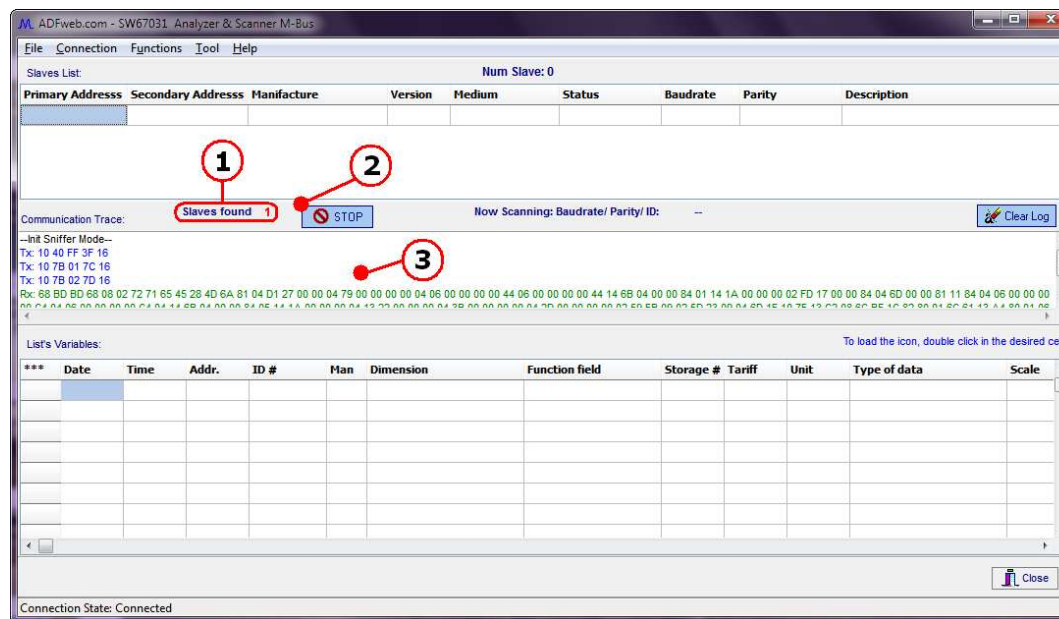 ADFweb.com - SW67031 Analyzer & Scanner M-Bus
File Connection Functions Tool Help
Slaves List: Num Slave: 0
Primary Addresss Secondary Addresss Manifacture Version Medium Status Baudrate Parity Description
1 2
Slaves found 1
Communication Trace: STOP Now Scanning: Baudrate/ Parity/ ID: -- Clear Log
--Init Sniffer Mode--
Tx: 10 40 FF 3F 16
Tx: 10 7B 01 7C 16
3
Tx: 10 7B 02 7D 16
Rx: 68 BD BD 68 08 02 72 71 65 45 28 4D 6A 81 04 D1 27 00 00 04 79 00 00 00 00 04 06 00 00 00 00 44 06 00 00 00 00 44 14 6B 04 00 00 84 01 14 1A 00 00 00 02 FD 17 00 00 84 04 6D 00 00 81 11 84 04 06 00 00 00
List's Variables: To load the icon, double click in the desired ce
*** Date Time Addr. ID # Man Dimension Function field Storage # Tariff Unit Type of data Scale
Close
Connection State: Connected